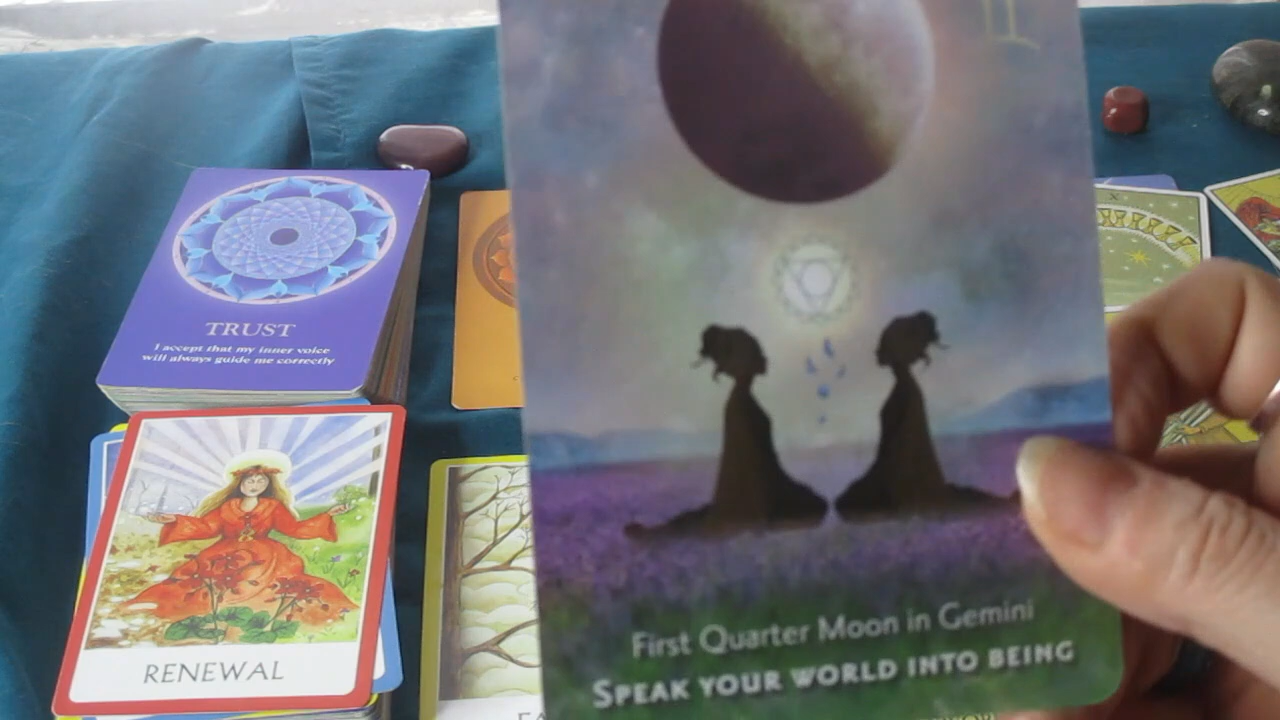 TRUST
I accept that my inner voice
will always guide me correctly
RENEWAL
X
First Quarter Moon in Gemini
SPEAK YOUR WORLD INTO BEING